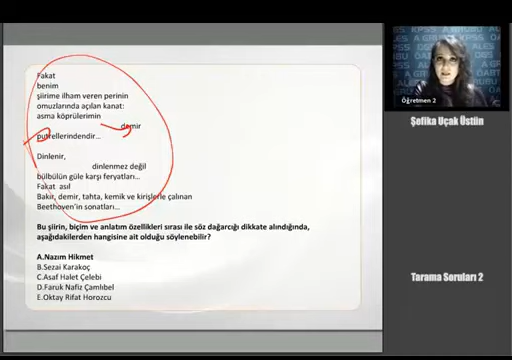 Fakat
benim
şiirime ilham veren perinin
omuzlarında açılan kanat:
asma köprülerimin
demir
putrellerindendir...
Dinlenir,
dinlenmez değil
bülbülün güle karşı feryatları...
Fakat asıl
Bakır, demir, tahta, kemik ve kirişlerle çalınan
Beethoven'in sonatları...
Bu şiirin, biçim ve anlatım özellikleri sırası ile söz dağarcığı dikkate alındığında,
aşağıdakilerden hangisine ait olduğu söylenebilir?
A.Nazım Hikmet
B.Sezai Karakoç
C.Asaf Halet Çelebi
D.Faruk Nafiz Çamlıbel
E.Oktay Rifat Horozcu
Öğretmen 2
Şefika Uçak Üstün
Tarama Soruları 2